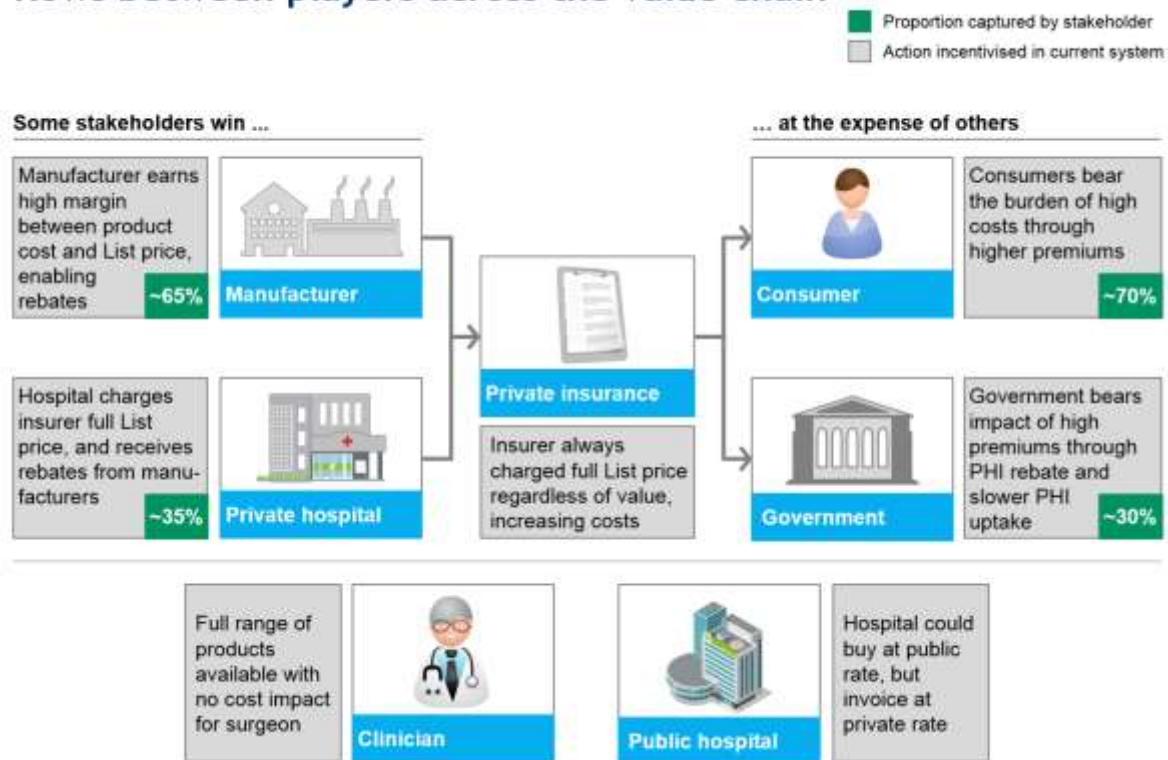 Proportion captured by stakeholder
Action incentivised in current system
Some stakeholders win ...
... at the expense of others
Manufacturer earns
high margin
between product
cost and List price,
enabling
rebates
~65%
Manufacturer
Hospital charges
insurer full List
price, and receives
rebates from manu-
facturers
~35%
Private hospital
Private insurance
Insurer always
charged full List price
regardless of value,
increasing costs
Consumer
Consumers bear
the burden of high
costs through
higher premiums
~70%
Government
Government bears
impact of high
premiums through
PHI rebate and
slower PHI
uptake
~30%
Full range of
products
available with
no cost impact
for surgeon
Clinician
Public hospital
Hospital could
buy at public
rate, but
invoice at
private rate